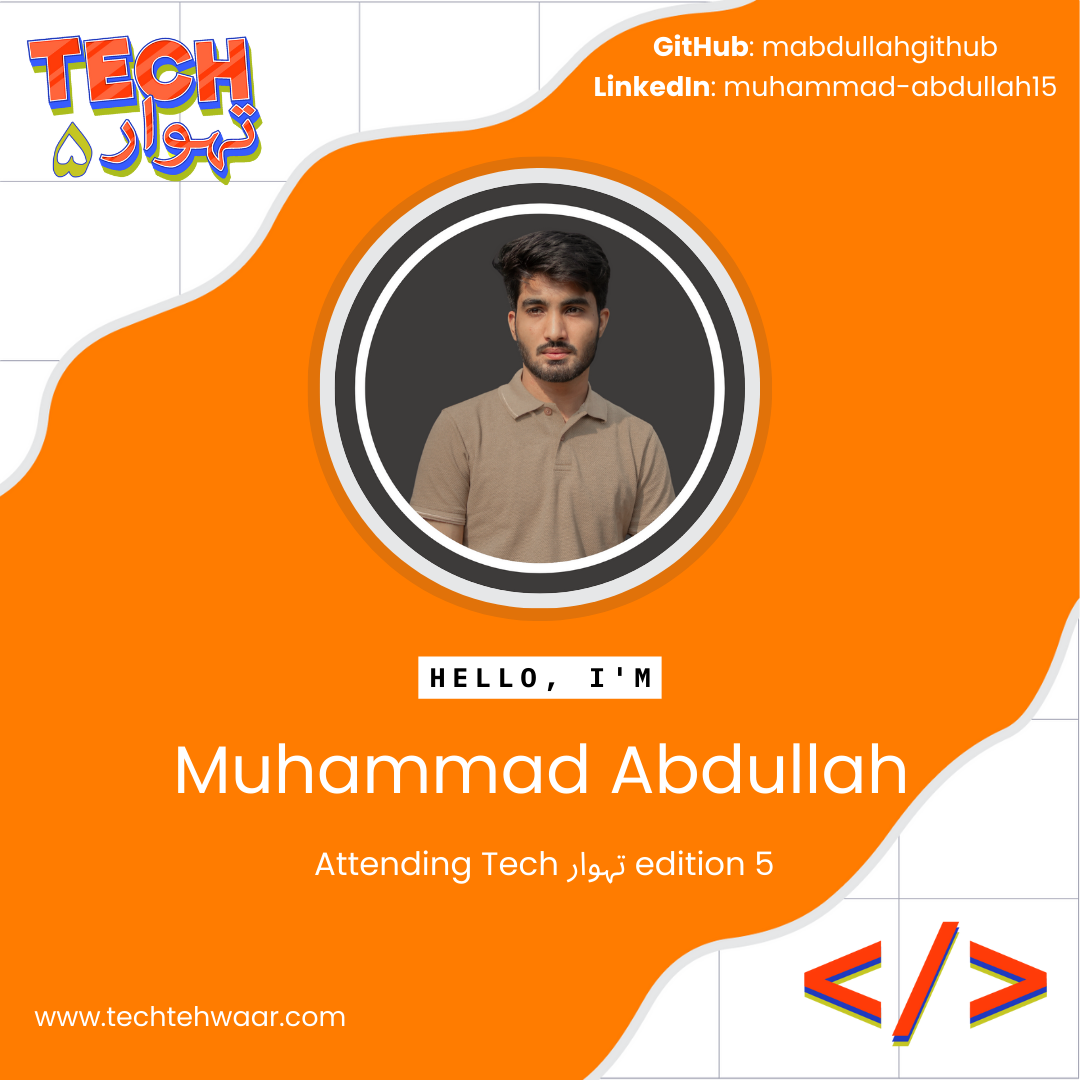 TECH
تہوار ۵
GitHub: mabdullahgithub
LinkedIn: muhammad-abdullah15
HELLO, I'M
Muhammad Abdullah
Attending Tech تہوار edition 5
www.techtehwaar.com
</>